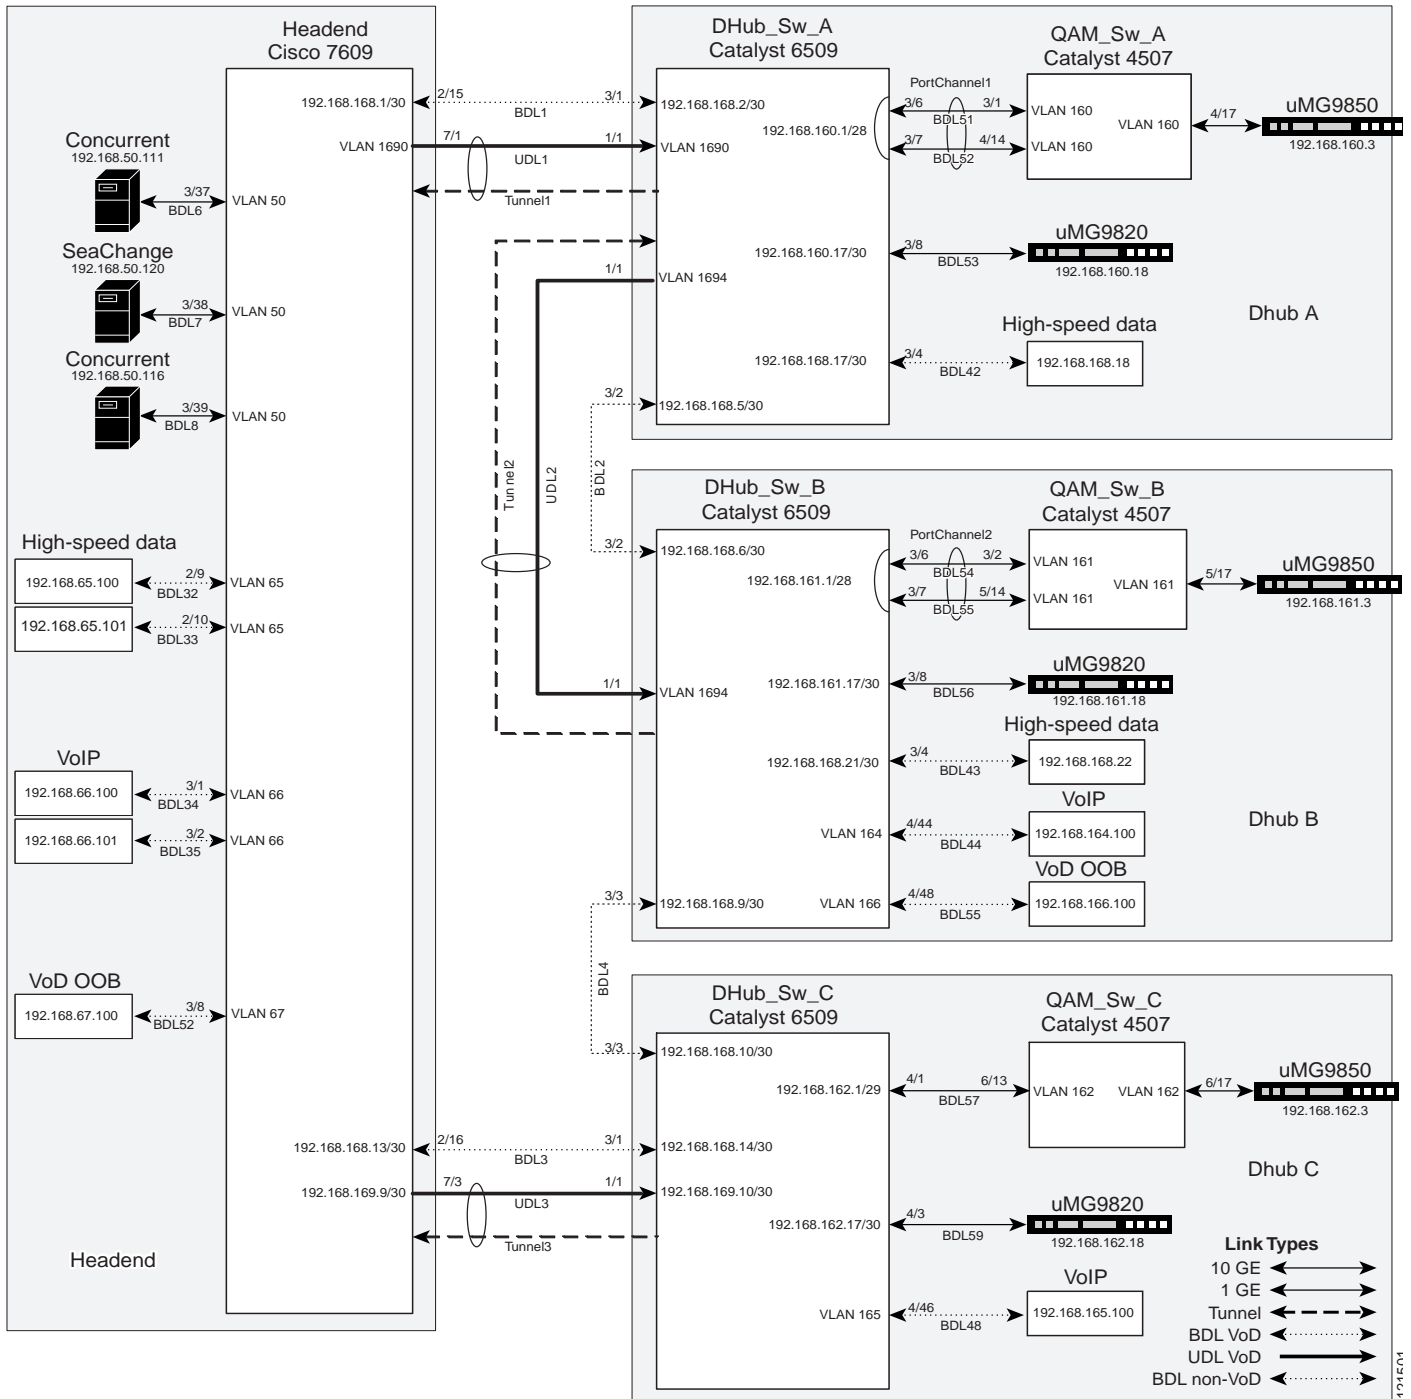 Headend
Cisco 7609
192.168.168.1/30
2/15
3/1
BDL1
VLAN 1690
7/1
1/1
UDL1
Tunnel1
Concurrent
192.168.50.111
3/37
BDL6
VLAN 50
SeaChange
192.168.50.120
3/38
BDL7
VLAN 50
Concurrent
192.168.50.116
3/39
BDL8
VLAN 50
High-speed data
192.168.65.100
2/9
BDL32
VLAN 65
192.168.65.101
2/10
BDL33
VLAN 65
VoIP
192.168.66.100
3/1
BDL34
VLAN 66
192.168.66.101
3/2
BDL35
VLAN 66
VoD OOB
192.168.67.100
3/8
BDL52
VLAN 67
192.168.168.13/30
2/16
3/1
BDL3
192.168.169.9/30
7/3
1/1
UDL3
Tunnel3
Headend
1/1
Tunnel2
UDL2
1/1
3/2
BDL2
3/2
3/3
BDL4
3/3
DHub_Sw_A
Catalyst 6509
192.168.168.2/30
192.168.160.1/28
VLAN 1690
192.168.160.17/30
VLAN 1694
192.168.168.17/30
192.168.168.5/30
PortChannel1
3/6
3/1
BDL51
3/7
4/14
BDL52
QAM_Sw_A
Catalyst 4507
VLAN 160
VLAN 160
VLAN 160
4/17
uMG9850
192.168.160.3
3/8
BDL53
uMG9820
192.168.160.18
High-speed data
3/4
BDL42
192.168.168.18
Dhub A
DHub_Sw_B
Catalyst 6509
192.168.168.6/30
192.168.161.1/28
192.168.161.17/30
VLAN 1694
192.168.168.21/30
VLAN 164
192.168.168.9/30
VLAN 166
PortChannel2
3/6
3/2
BDL54
3/7
5/14
BDL55
QAM_Sw_B
Catalyst 4507
VLAN 161
VLAN 161
VLAN 161
5/17
uMG9850
192.168.161.3
3/8
BDL56
uMG9820
192.168.161.18
High-speed data
3/4
BDL43
192.168.168.22
VoIP
4/44
BDL44
192.168.164.100
VoD OOB
4/48
BDL55
192.168.166.100
Dhub B
DHub_Sw_C
Catalyst 6509
192.168.168.10/30
192.168.162.1/29
192.168.168.14/30
192.168.169.10/30
192.168.162.17/30
VLAN 165
4/1
6/13
BDL57
QAM_Sw_C
Catalyst 4507
VLAN 162
VLAN 162
6/17
uMG9850
192.168.162.3
4/3
BDL59
uMG9820
192.168.162.18
VoIP
4/46
BDL48
192.168.165.100
Dhub C
Link Types
10 GE
1 GE
Tunnel
BDL VoD
UDL VoD
BDL non-VoD
121501